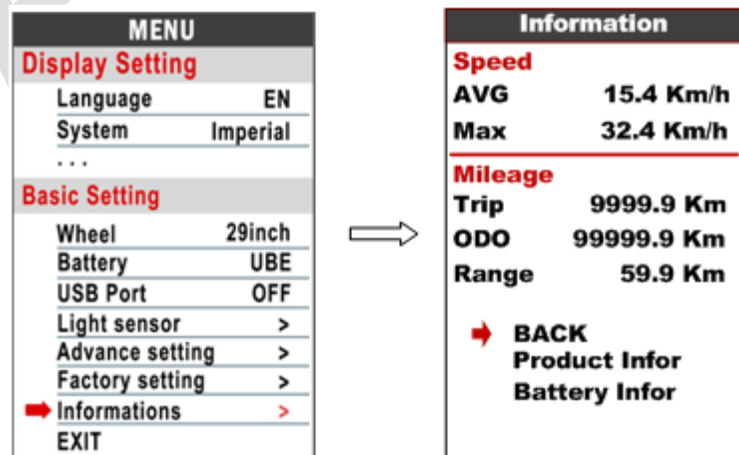 MENU
Display Setting
Language EN
System Imperial
. . .
Basic Setting
Wheel 29inch
Battery UBE
USB Port OFF
Light sensor >
Advance setting >
Factory setting >
Informations >
EXIT
Information
Speed
AVG 15.4 Km/h
Max 32.4 Km/h
Mileage
Trip 9999.9 Km
ODO 99999.9 Km
Range 59.9 Km
BACK
Product Infor
Battery Infor